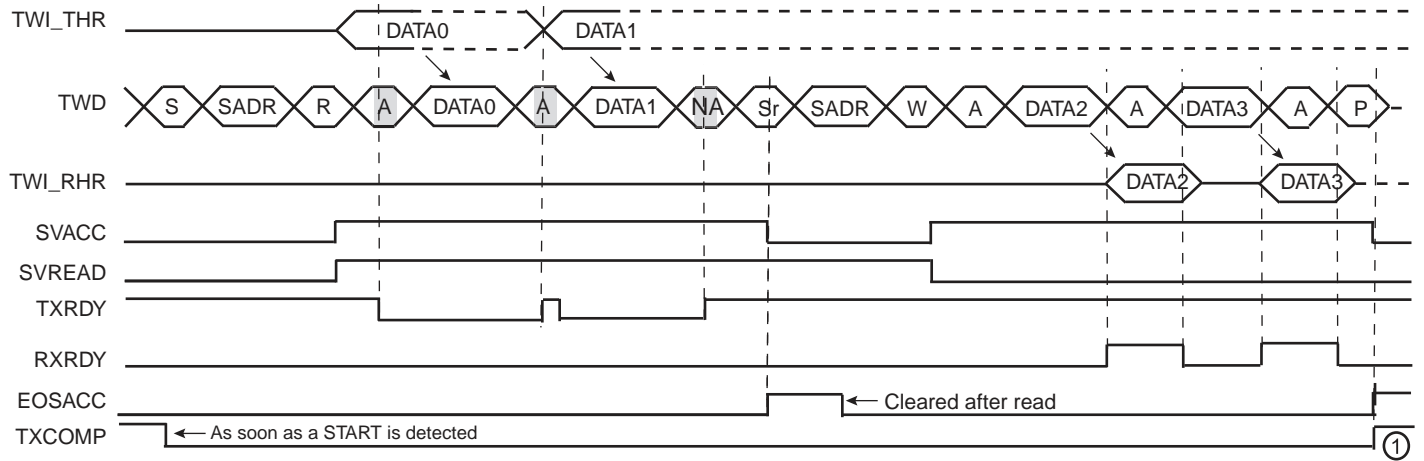 TWI_THR DATA0 DATA1
TWD S SADR R A DATA0 A DATA1 NA Sr SADR W A DATA2 A DATA3 A P
TWI_RHR DATA2 DATA3
SVACC
SVREAD
TXRDY
RXRDY
EOSACC Cleared after read
TXCOMP As soon as a START is detected 1